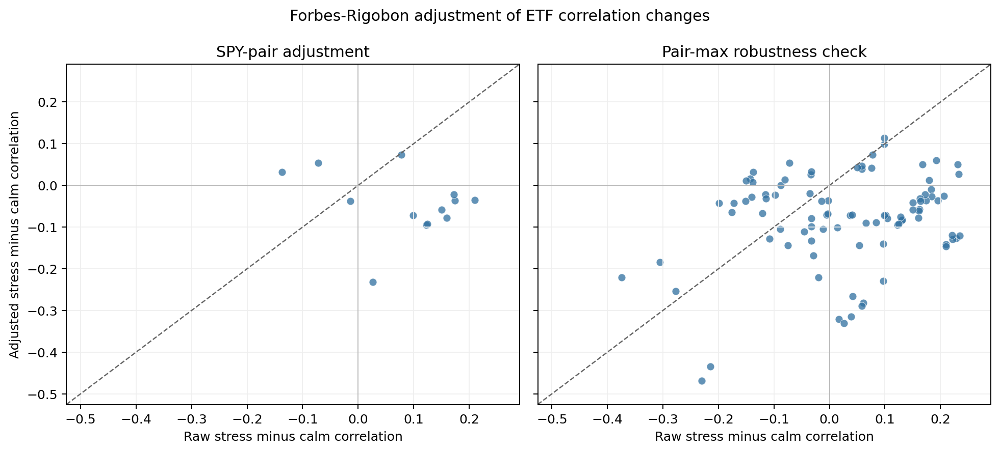 Forbes-Rigobon adjustment of ETF correlation changes
SPY-pair adjustment
Pair-max robustness check
Adjusted stress minus calm correlation
0.2
0.1
0.0
−0.1
−0.2
−0.3
−0.4
−0.5
−0.5 −0.4 −0.3 −0.2 −0.1 0.0 0.1 0.2
−0.5 −0.4 −0.3 −0.2 −0.1 0.0 0.1 0.2
Raw stress minus calm correlation
Raw stress minus calm correlation